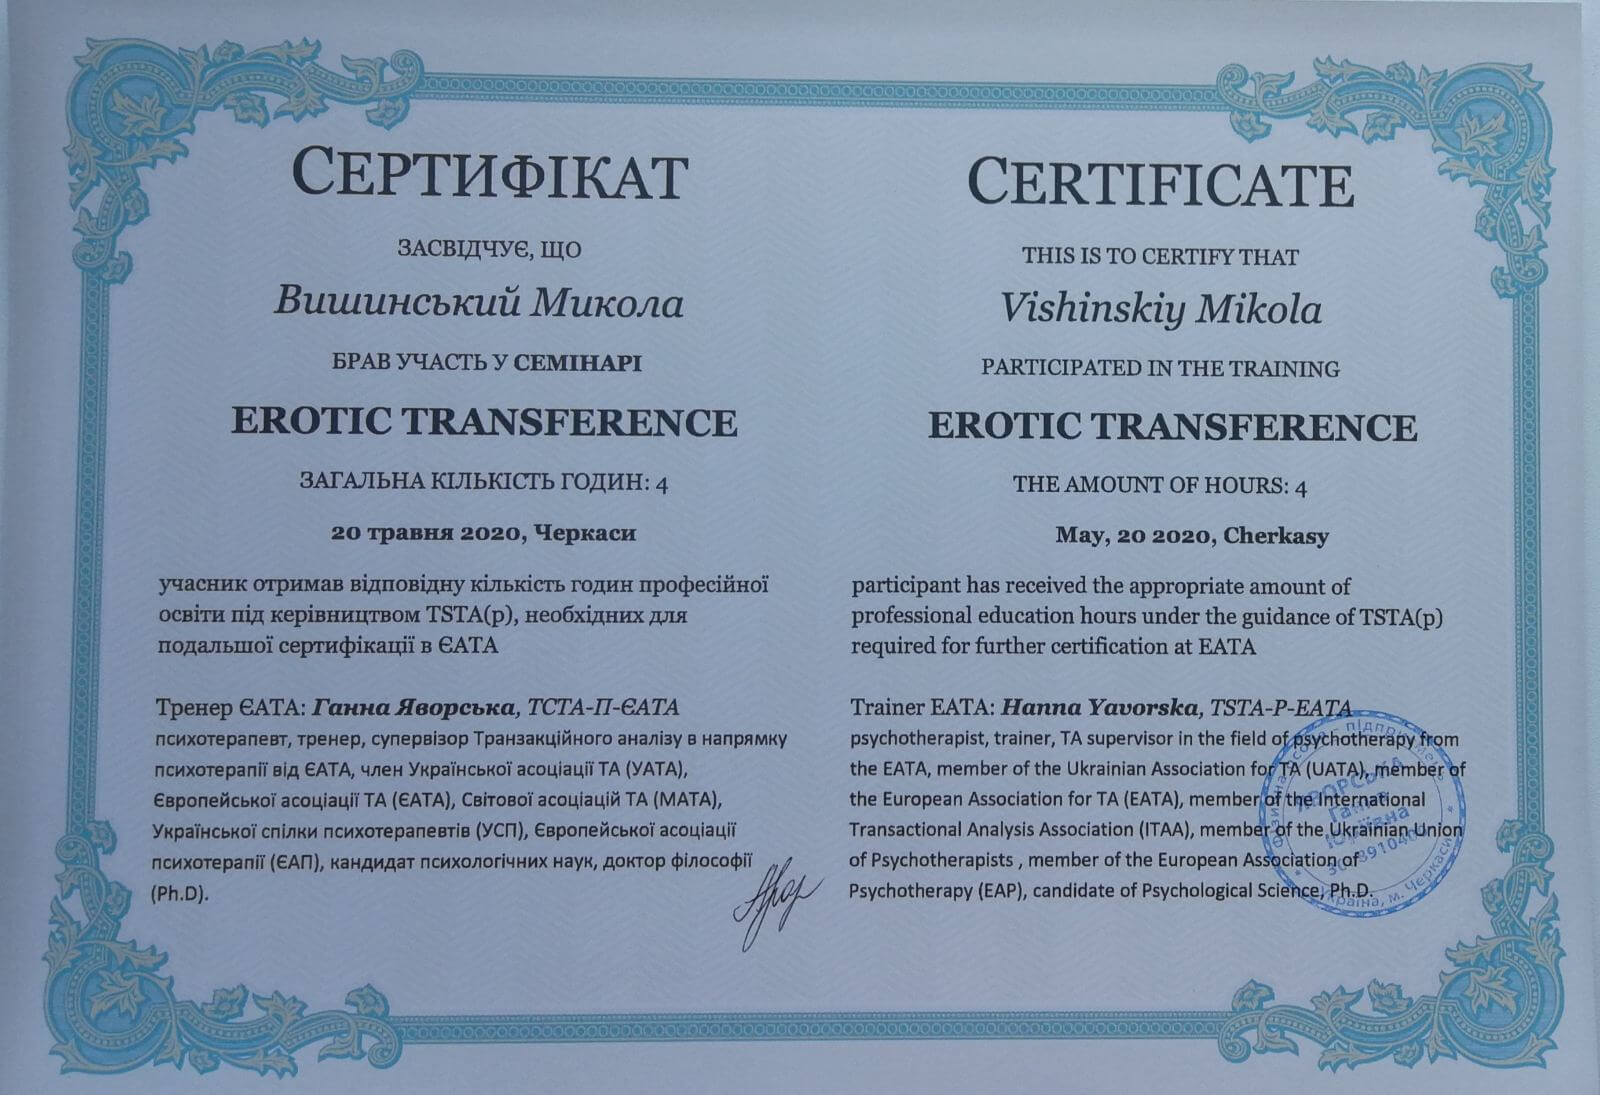 СЕРТИФІКАТ
ЗАСВІДЧУЄ, ЩО
Вишинський Микола
БРАВ УЧАСТЬ У СЕМІНАРІ
EROTIC TRANSFERENCE
ЗАГАЛЬНА КІЛЬКІСТЬ ГОДИН: 4
20 травня 2020, Черкаси
учасник отримав відповідну кількість годин професійної
освіти під керівництвом TSTA(p), необхідних для
подальшої сертифікації в ЄАТА
Тренер ЄАТА: Ганна Яворська, ТСТА-П-ЄАТА
психотерапевт, тренер, супервізор Транзакційного аналізу в напрямку
психотерапії від ЄАТА, член Української асоціації ТА (УАТА),
Європейської асоціації ТА (ЄАТА), Світової асоціацій ТА (МАТА),
Української спілки психотерапевтів (УСП), Європейської асоціації
психотерапії (ЄАП), кандидат психологічних наук, доктор філософії
(Ph.D).
CERTIFICATE
THIS IS TO CERTIFY THAT
Vishinskiy Mikola
PARTICIPATED IN THE TRAINING
EROTIC TRANSFERENCE
THE AMOUNT OF HOURS: 4
May, 20 2020, Cherkasy
participant has received the appropriate amount of
professional education hours under the guidance of TSTA(p)
required for further certification at EATA
Trainer EATA: Hanna Yavorska, TSTA-P-EATA
psychotherapist, trainer, TA supervisor in the field of psychotherapy from
the EATA, member of the Ukrainian Association for TA (UATA), member of
the European Association for TA (EATA), member of the International
Transactional Analysis Association (ITAA), member of the Ukrainian Union
of Psychotherapists , member of the European Association of
Psychotherapy (EAP), candidate of Psychological Science, Ph.D.
ЯВОРСЬКА
Ганна
Юріївна
Україна, м. Черкаси